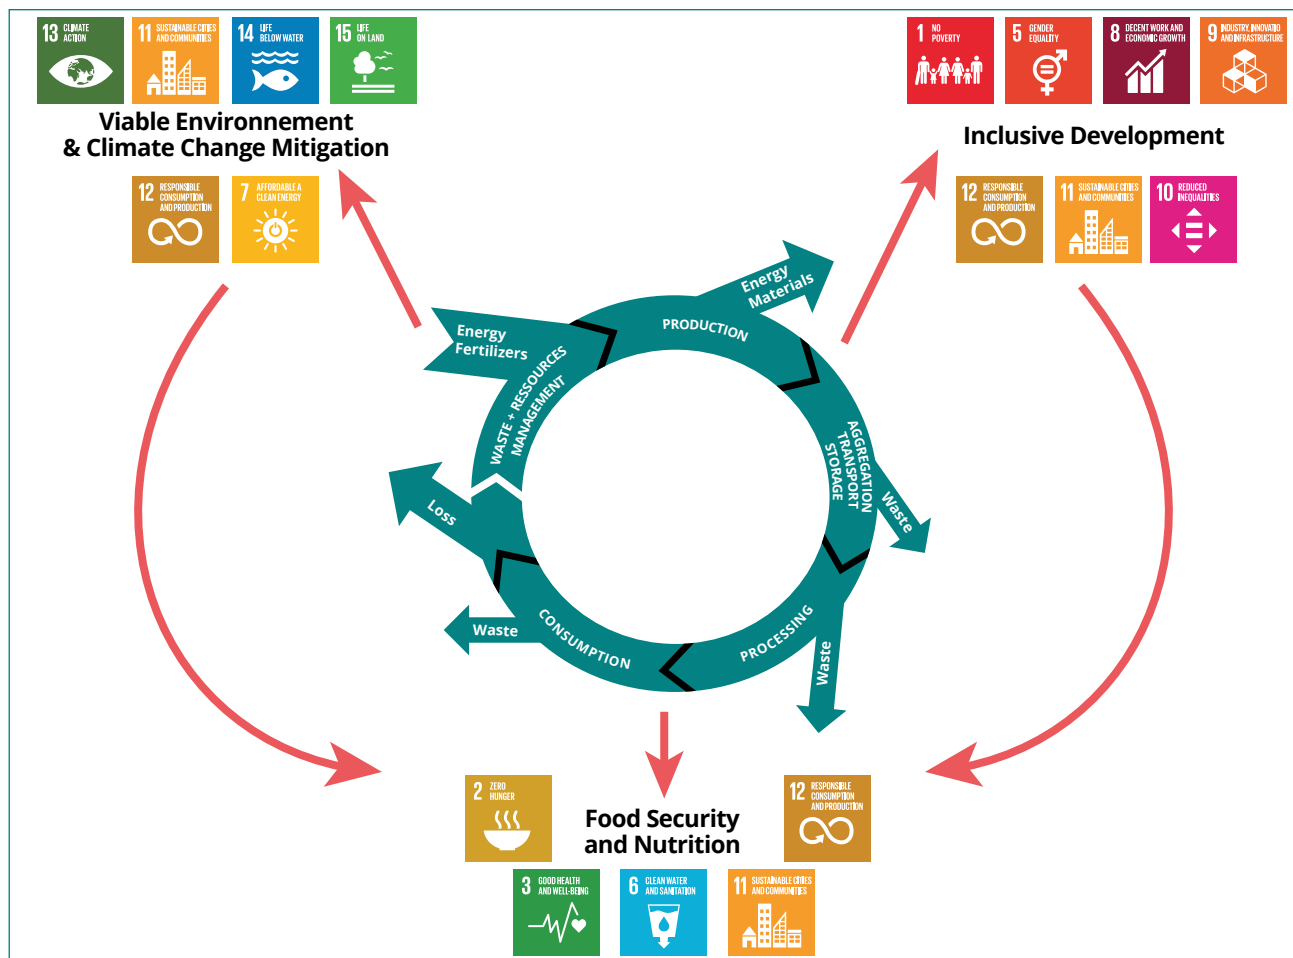 13 CLIMATE
ACTION
11 SUSTAINABLE CITIES
AND COMMUNITIES
14 LIFE
BELOW WATER
15 LIFE
ON LAND
Viable Environnement
& Climate Change Mitigation
12 RESPONSIBLE
CONSUMPTION
AND PRODUCTION
7 AFFORDABLE A
CLEAN ENERGY
1 NO
POVERTY
5 GENDER
EQUALITY
8 DECENT WORK AND
ECONOMIC GROWTH
9 INDUSTRY, INNOVATIO
AND INFRASTRUCTURE
Inclusive Development
12 RESPONSIBLE
CONSUMPTION
AND PRODUCTION
11 SUSTAINABLE CITIES
AND COMMUNITIES
10 REDUCED
INEQUALITIES
Energy
Materials
PRODUCTION
Energy
Fertilizers
WASTE + RESSOURCES
MANAGEMENT
AGGREGATION
TRANSPORT
STORAGE
Waste
Loss
PROCESSING
Waste
CONSUMPTION
Waste
2 ZERO
HUNGER
Food Security
and Nutrition
12 RESPONSIBLE
CONSUMPTION
AND PRODUCTION
3 GOOD HEALTH
AND WELL-BEING
6 CLEAN WATER
AND SANITATION
11 SUSTAINABLE CITIES
AND COMMUNITIES